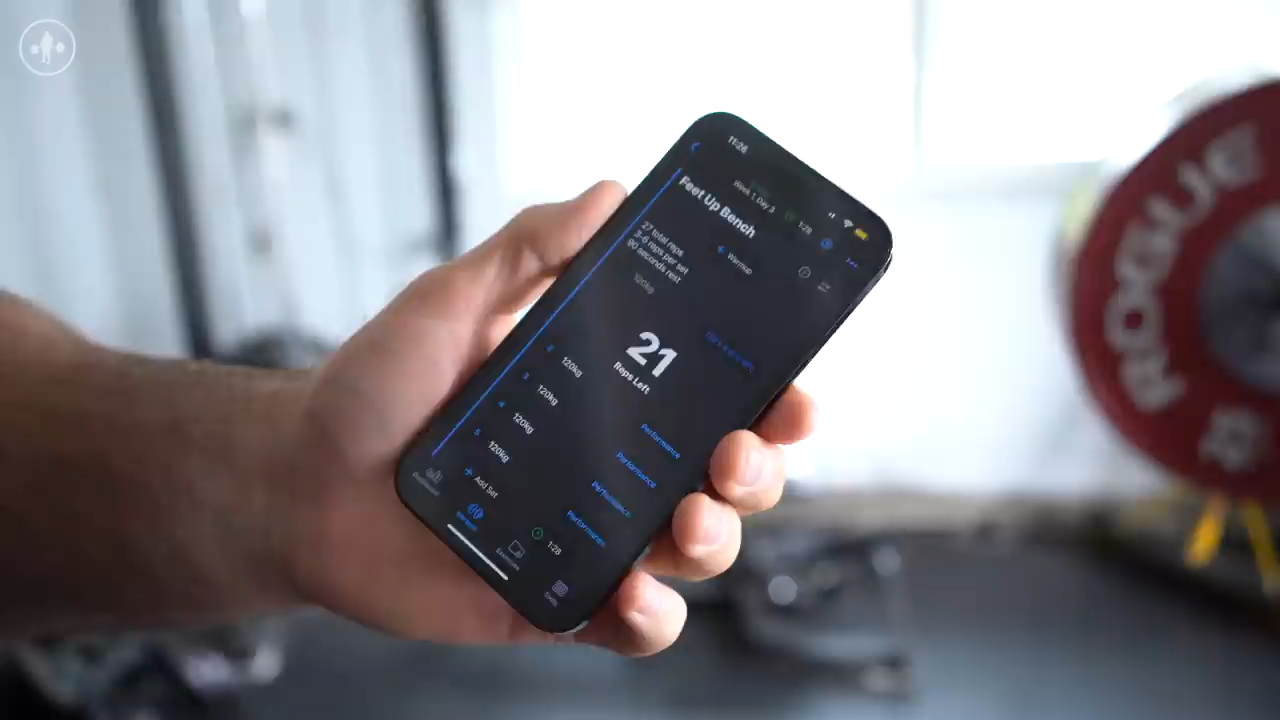 11:26
Week 1, Day 3
1:28
Feet Up Bench
Warmup
27 total reps
3-6 reps per set
90 seconds rest
120kg
21
Reps Left
120kg
Performance
3 120kg
Performance
4 120kg
Performance
5 120kg
Performance
Add Set
1:28
Exercises
ROGUE